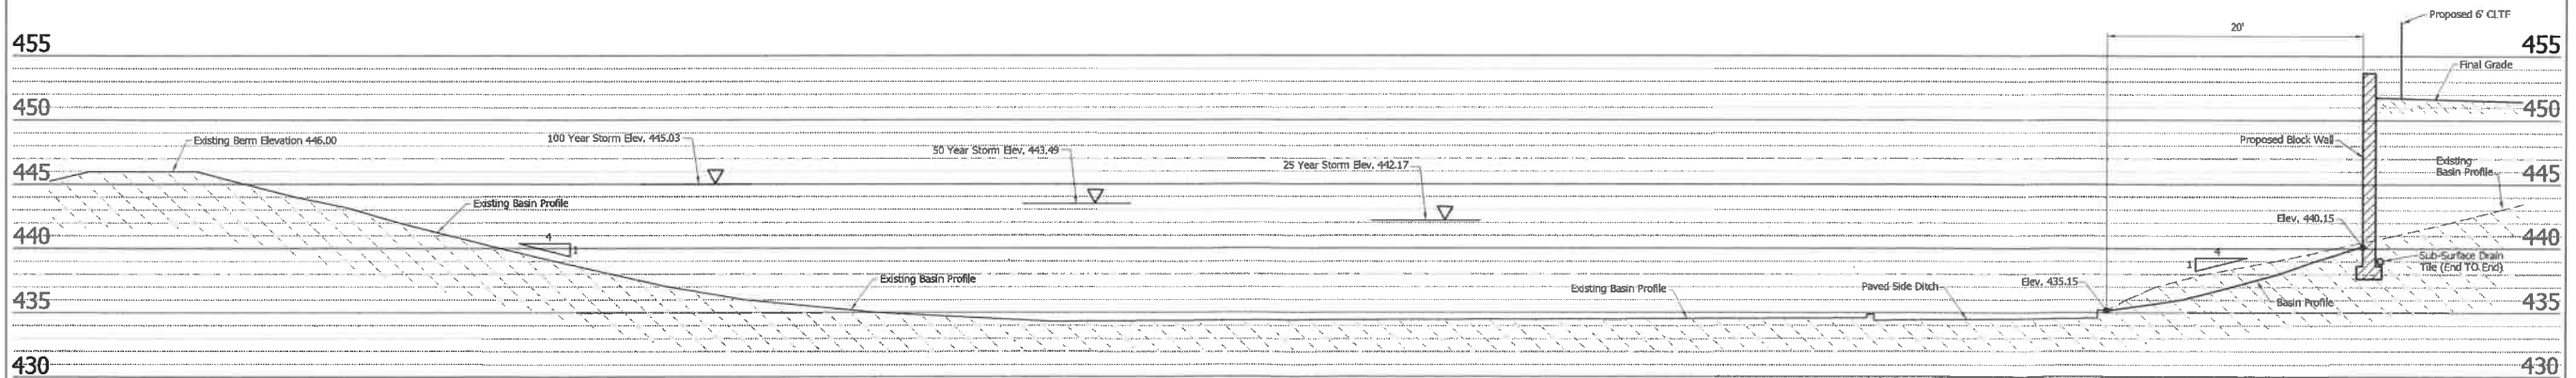 Proposed 6' CLTF
20'
455
455
Final Grade
450
450
Existing Berm Elevation 446.00
100 Year Storm Elev. 445.03
50 Year Storm Elev. 443.49
25 Year Storm Elev. 442.17
Proposed Block Wall
Existing
Basin Profile
445
445
Existing Basin Profile
Elev. 440.15
440
440
4
1
4
1
Sub-Surface Drain
Tile (End TO End)
Existing Basin Profile
Existing Basin Profile
Paved Side Ditch
Elev. 435.15
435
435
Basin Profile
430
430